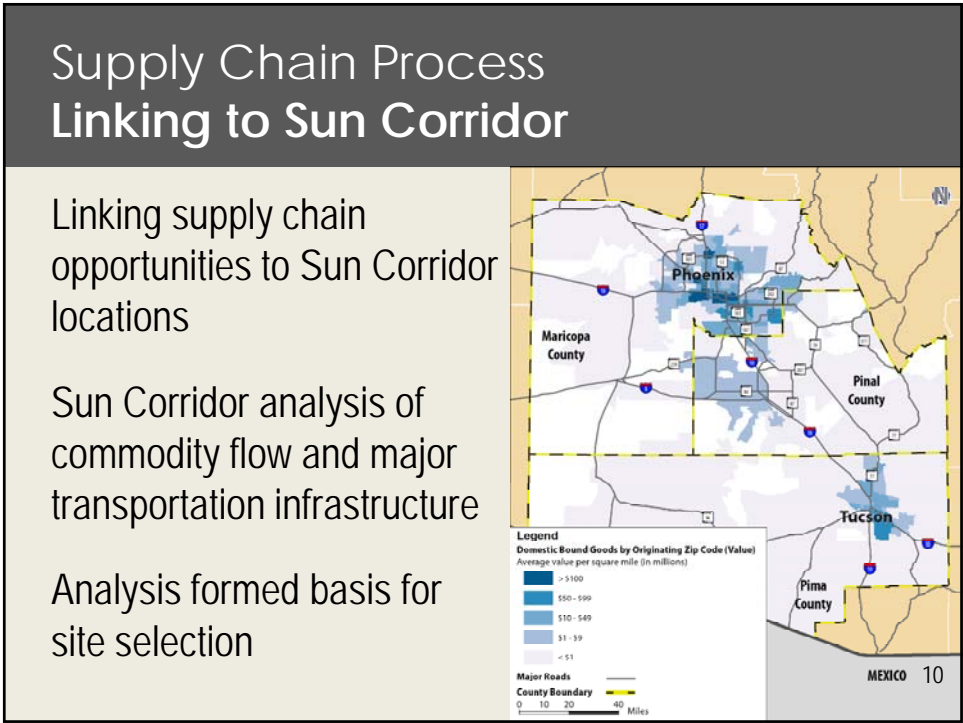 Supply Chain Process
Linking to Sun Corridor
Linking supply chain
opportunities to Sun Corridor
locations
Sun Corridor analysis of
commodity flow and major
transportation infrastructure
Analysis formed basis for
site selection
N
Phoenix
Maricopa
County
Pinal
County
Tucson
Pima
County
Legend
Domestic Bound Goods by Originating Zip Code (Value)
Average value per square mile (in millions)
> $100
$50 - $99
$10 - $49
$1 - $9
< $1
Major Roads
County Boundary
0 10 20 40
Miles
MEXICO 10